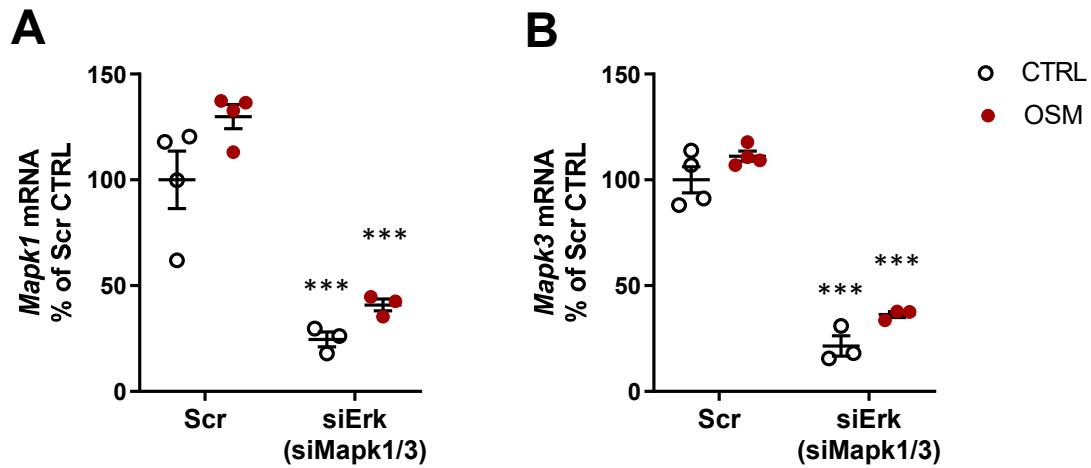 A
Mapk1 mRNA
% of Scr CTRL
150
100
50
0
***
***
Scr
siErk
(siMapk1/3)
B
Mapk3 mRNA
% of Scr CTRL
150
100
50
0
***
***
Scr
siErk
(siMapk1/3)
CTRL
OSM